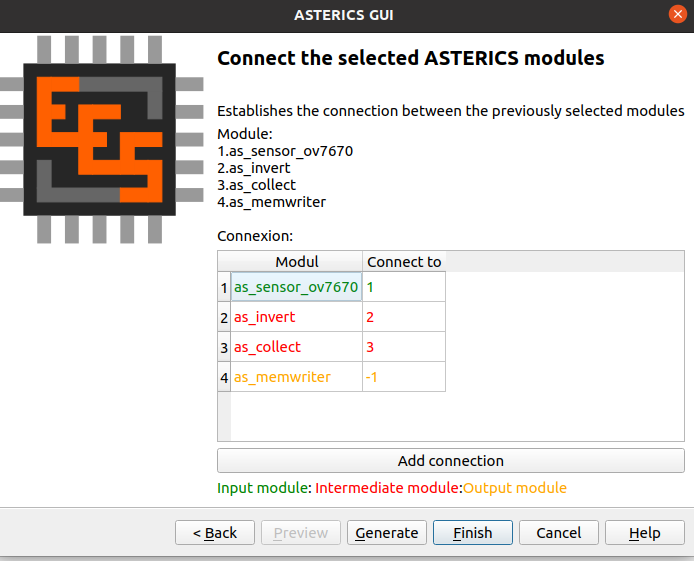 ASTERICS GUI
Connect the selected ASTERICS modules
Establishes the connection between the previously selected modules
Module:
1.as_sensor_ov7670
2.as_invert
3.as_collect
4.as_memwriter
Connexion:
Modul Connect to
1 as_sensor_ov7670 1
2 as_invert 2
3 as_collect 3
4 as_memwriter -1
Add connection
Input module: Intermediate module:Output module
< Back Preview Generate Finish Cancel Help